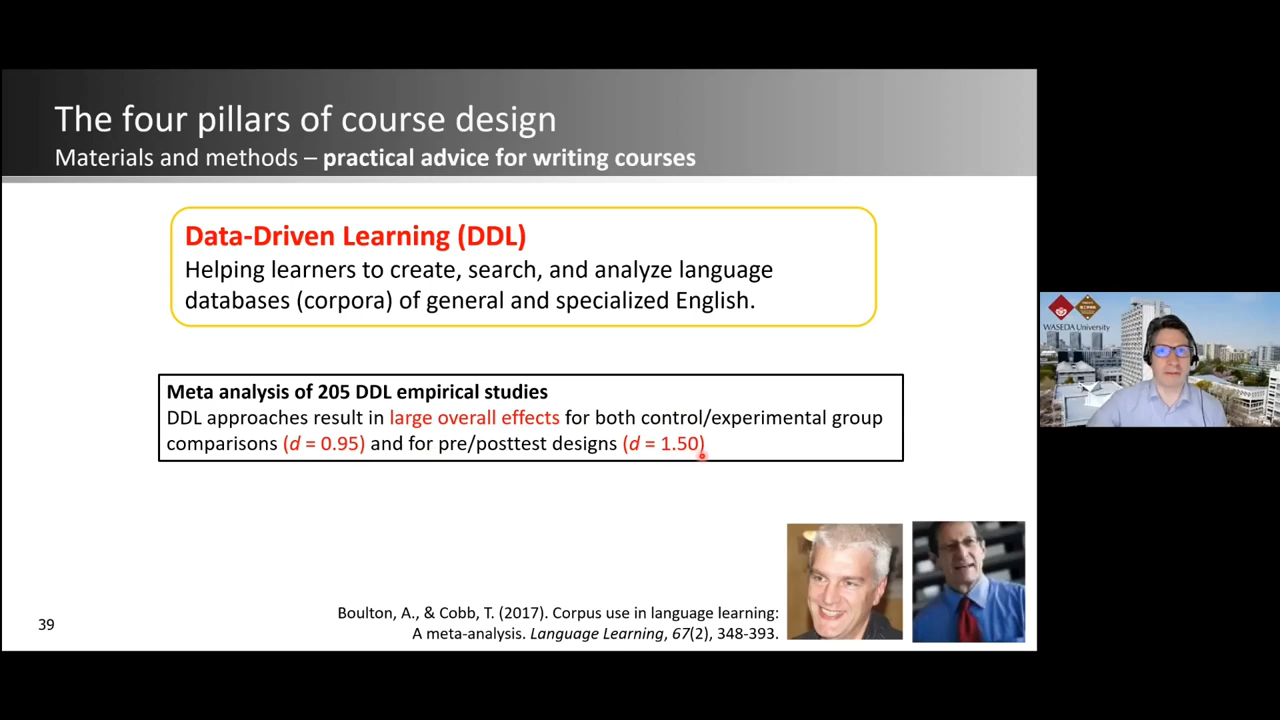 The four pillars of course design
Materials and methods – practical advice for writing courses
Data-Driven Learning (DDL)
Helping learners to create, search, and analyze language
databases (corpora) of general and specialized English.
Meta analysis of 205 DDL empirical studies
DDL approaches result in large overall effects for both control/experimental group
comparisons (d = 0.95) and for pre/posttest designs (d = 1.50)
Boulton, A., & Cobb, T. (2017). Corpus use in language learning:
A meta-analysis. Language Learning, 67(2), 348-393.
39
WASEDA University